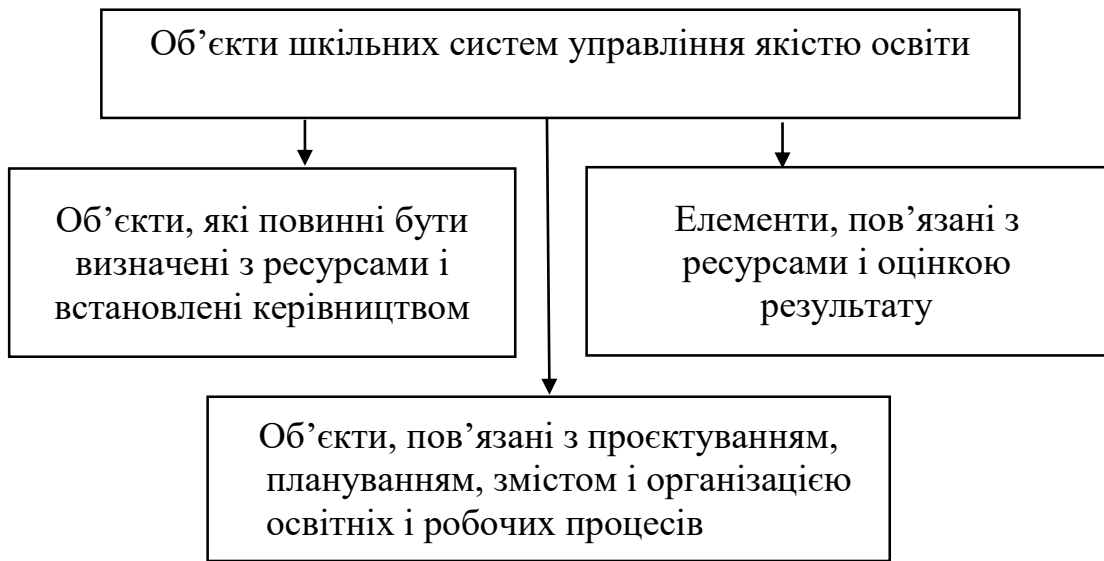 Об’єкти шкільних систем управління якістю освіти
Об’єкти, які повинні бути
визначені з ресурсами і
встановлені керівництвом
Елементи, пов’язані з
ресурсами і оцінкою
результату
Об’єкти, пов’язані з проєктуванням,
плануванням, змістом і організацією
освітніх і робочих процесів